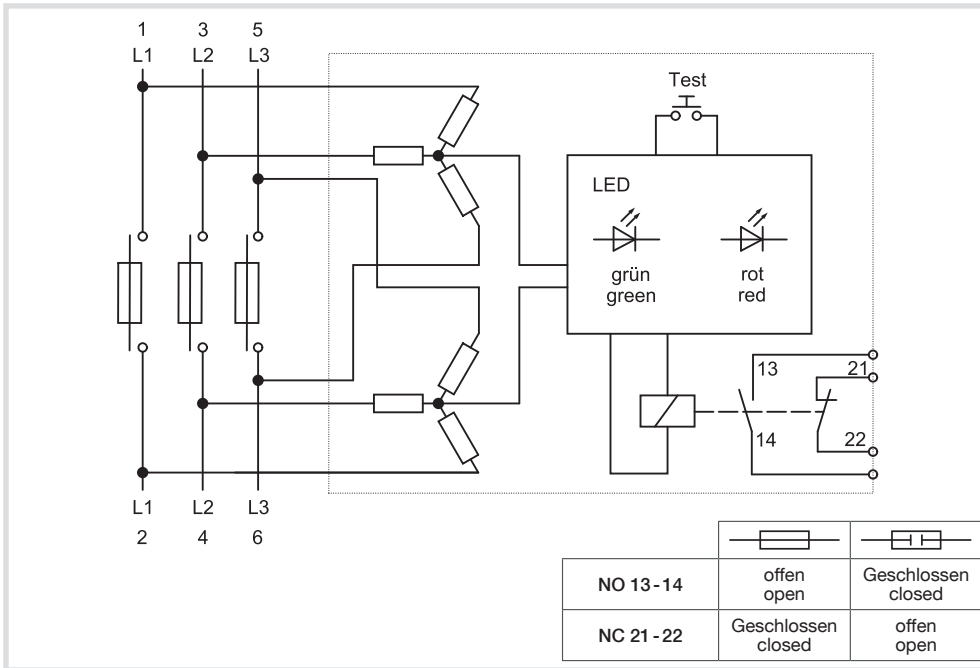 1 3 5
L1 L2 L3
Test
LED
grün rot
green red
13 21
14 22
L1 L2 L3
2 4 6
NO 13-14 offen Geschlossen
open closed
NC 21-22 Geschlossen offen
closed open